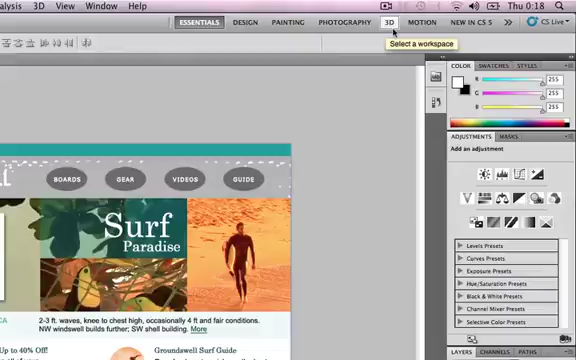 alysis 3D View Window Help Thu 0:18
ESSENTIALS DESIGN PAINTING PHOTOGRAPHY 3D MOTION NEW IN CS 5 CS Live
Select a workspace
COLOR SWATCHES STYLES
R 255
G 255
B 255
ADJUSTMENTS MASKS
Add an adjustment
BOARDS GEAR VIDEOS GUIDE
Surf
Paradise
Levels Presets
Curves Presets
Exposure Presets
Hue/Saturation Presets
Black & White Presets
Channel Mixer Presets
Selective Color Presets
CA
2-3 ft. waves, knee to chest high, occasionally 4 ft and fair conditions.
NW windswell builds further; SW shell building. More
Up to 40% Off!
Groundswell Surf Guide
LAYERS CHANNELS PATHS